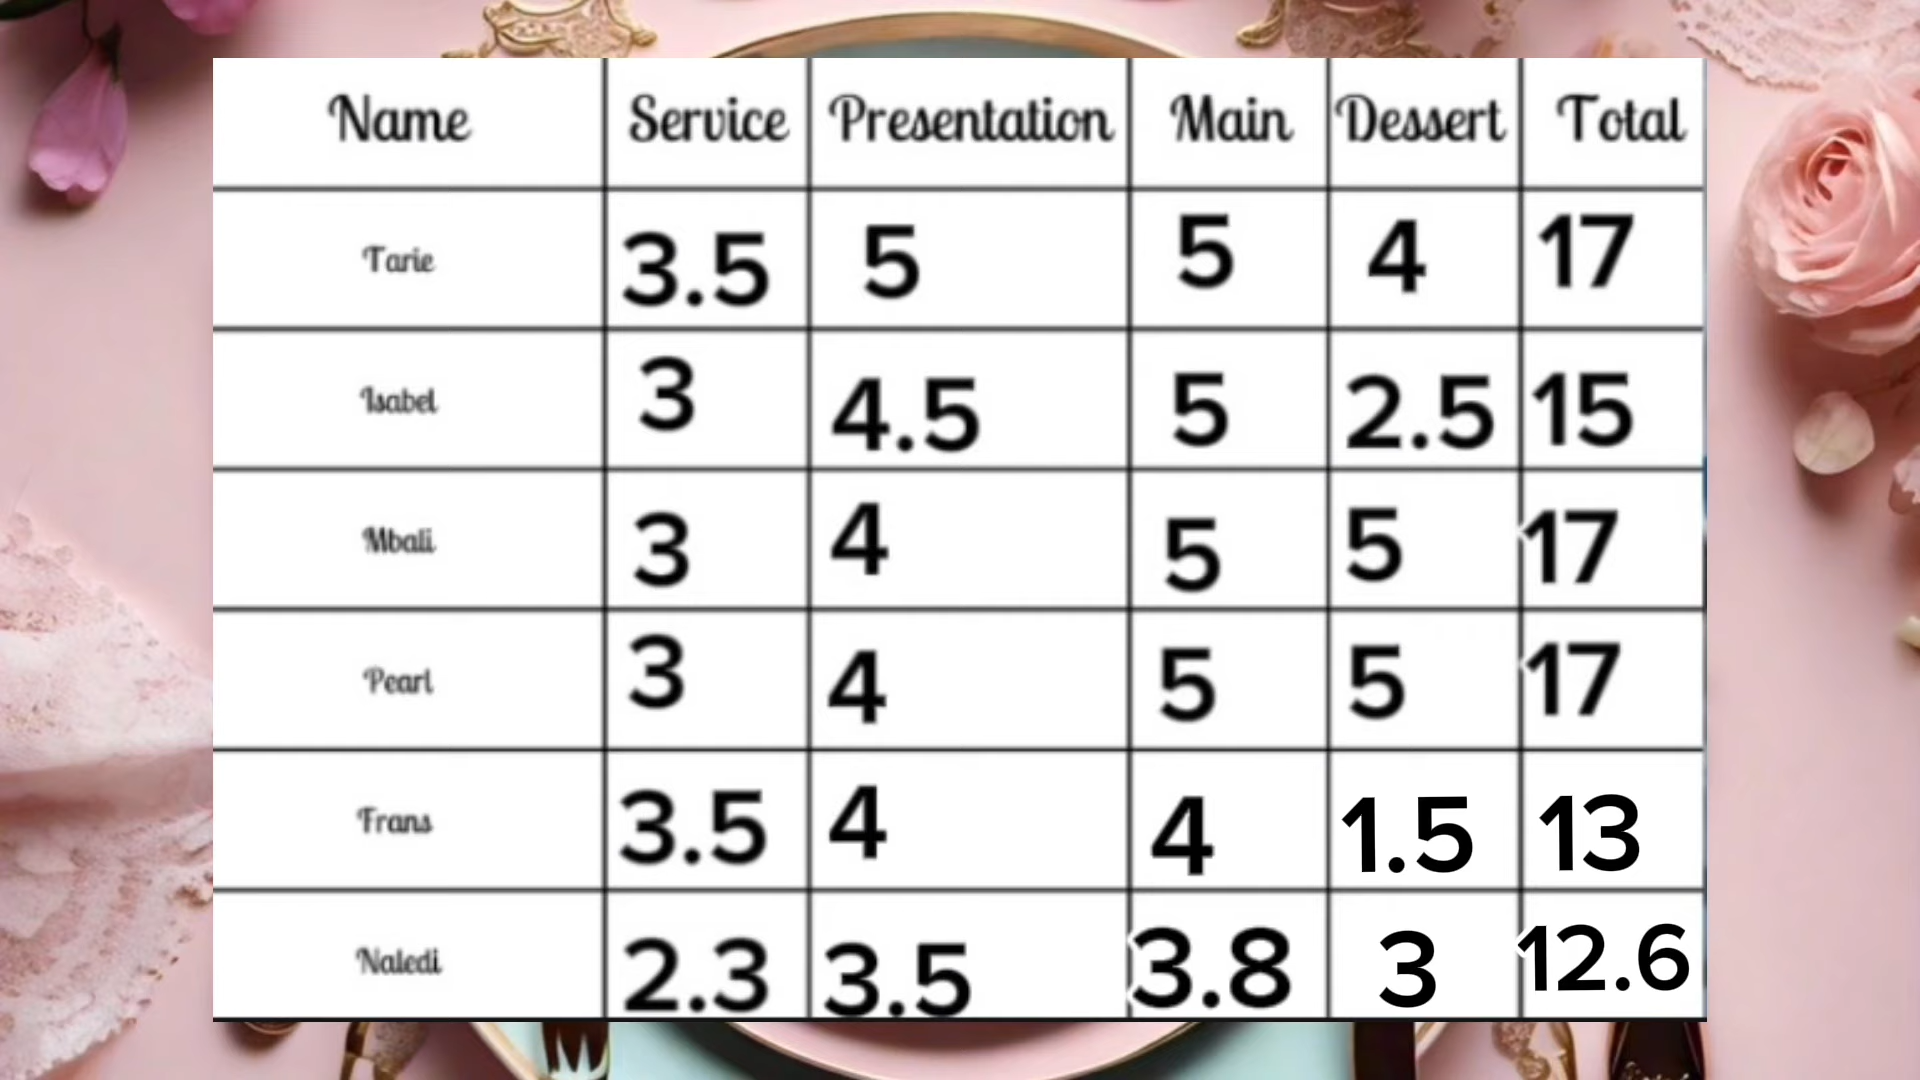 Name Service Presentation Main Dessert Total
Tarie 3.5 5 5 4 17
Isabel 3 4.5 5 2.5 15
Mbali 3 4 5 5 17
Pearl 3 4 5 5 17
Frans 3.5 4 4 1.5 13
Naledi 2.3 3.5 3.8 3 12.6